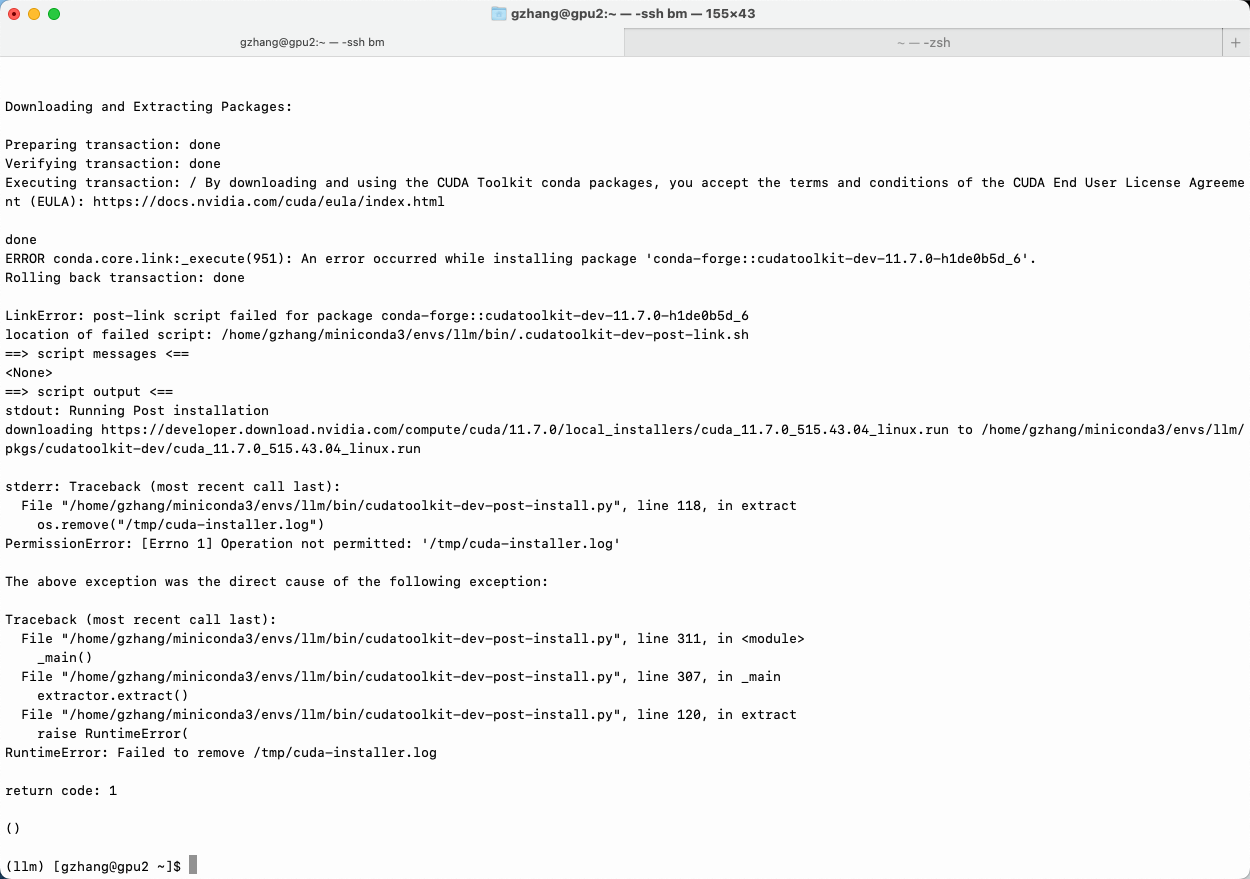 gzhang@gpu2:~ — -ssh bm — 155×43
gzhang@gpu2:~ — -ssh bm
~ — -zsh
+
Downloading and Extracting Packages:
Preparing transaction: done
Verifying transaction: done
Executing transaction: / By downloading and using the CUDA Toolkit conda packages, you accept the terms and conditions of the CUDA End User License Agreeme
nt (EULA): https://docs.nvidia.com/cuda/eula/index.html
done
ERROR conda.core.link:_execute(951): An error occurred while installing package 'conda-forge::cudatoolkit-dev-11.7.0-h1de0b5d_6'.
Rolling back transaction: done
LinkError: post-link script failed for package conda-forge::cudatoolkit-dev-11.7.0-h1de0b5d_6
location of failed script: /home/gzhang/miniconda3/envs/llm/bin/.cudatoolkit-dev-post-link.sh
==> script messages <==
<None>
==> script output <==
stdout: Running Post installation
downloading https://developer.download.nvidia.com/compute/cuda/11.7.0/local_installers/cuda_11.7.0_515.43.04_linux.run to /home/gzhang/miniconda3/envs/llm/
pkgs/cudatoolkit-dev/cuda_11.7.0_515.43.04_linux.run
stderr: Traceback (most recent call last):
  File "/home/gzhang/miniconda3/envs/llm/bin/cudatoolkit-dev-post-install.py", line 118, in extract
    os.remove("/tmp/cuda-installer.log")
PermissionError: [Errno 1] Operation not permitted: '/tmp/cuda-installer.log'
The above exception was the direct cause of the following exception:
Traceback (most recent call last):
  File "/home/gzhang/miniconda3/envs/llm/bin/cudatoolkit-dev-post-install.py", line 311, in <module>
    _main()
  File "/home/gzhang/miniconda3/envs/llm/bin/cudatoolkit-dev-post-install.py", line 307, in _main
    extractor.extract()
  File "/home/gzhang/miniconda3/envs/llm/bin/cudatoolkit-dev-post-install.py", line 120, in extract
    raise RuntimeError(
RuntimeError: Failed to remove /tmp/cuda-installer.log
return code: 1
()
(llm) [gzhang@gpu2 ~]$